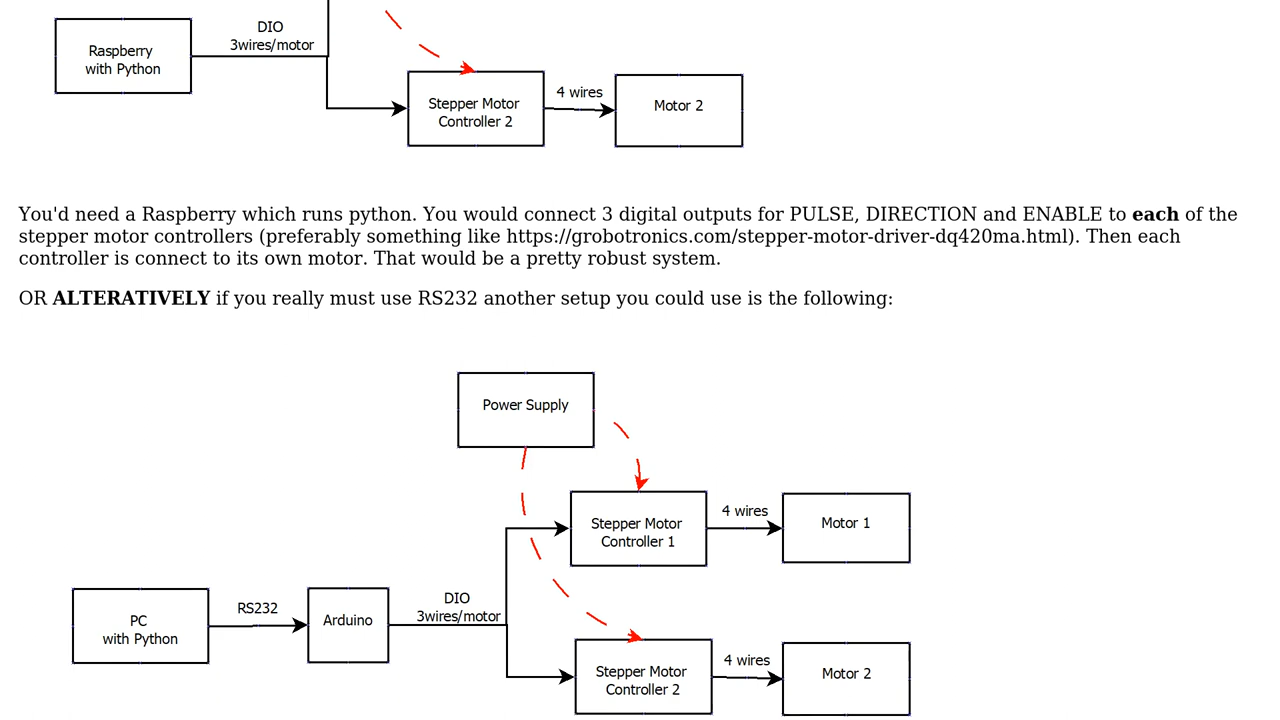 DIO
3wires/motor
Raspberry
with Python
Stepper Motor
Controller 2
4 wires
Motor 2
You'd need a Raspberry which runs python. You would connect 3 digital outputs for PULSE, DIRECTION and ENABLE to each of the
stepper motor controllers (preferably something like https://grobotronics.com/stepper-motor-driver-dq420ma.html). Then each
controller is connect to its own motor. That would be a pretty robust system.
OR ALTERATIVELY if you really must use RS232 another setup you could use is the following:
Power Supply
Stepper Motor
Controller 1
4 wires
Motor 1
PC
with Python
RS232
Arduino
DIO
3wires/motor
Stepper Motor
Controller 2
4 wires
Motor 2